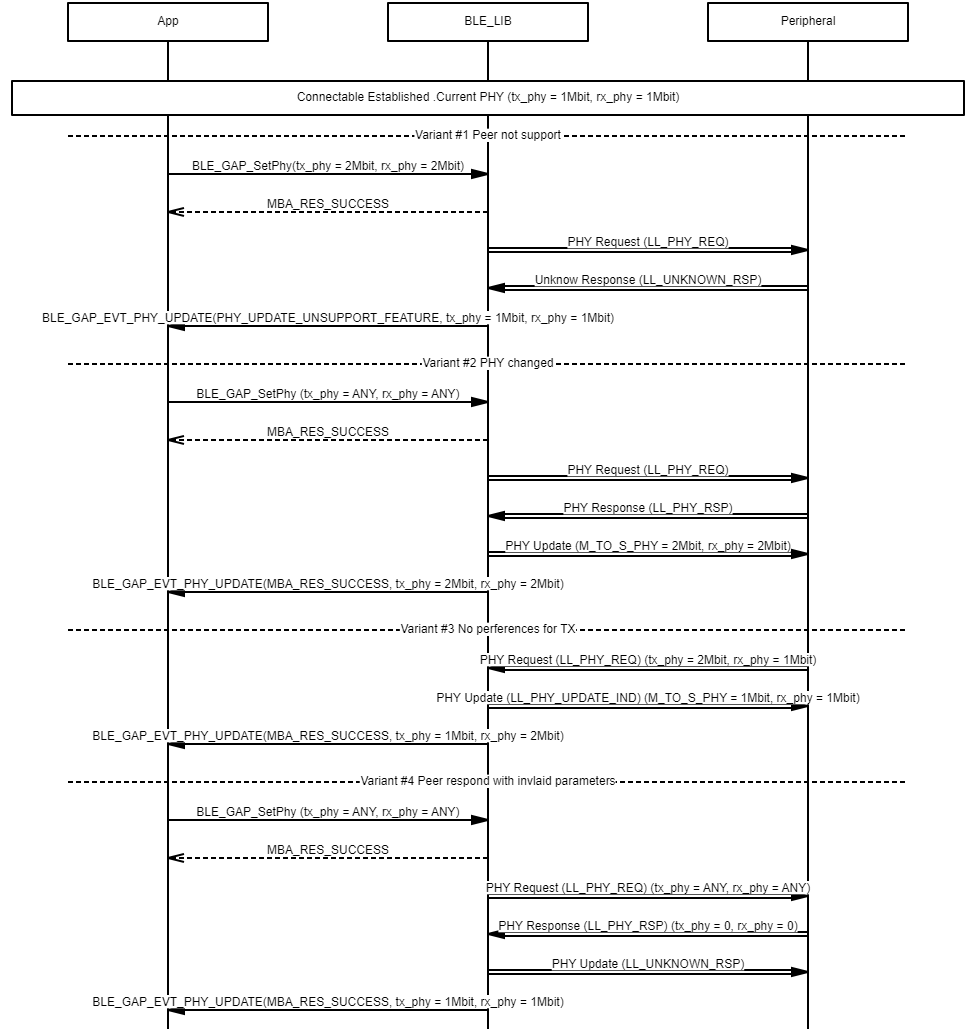 App
BLE_LIB
Peripheral
Connectable Established .Current PHY (tx_phy = 1Mbit, rx_phy = 1Mbit)
Variant #1 Peer not support
BLE_GAP_SetPhy(tx_phy = 2Mbit, rx_phy = 2Mbit)
MBA_RES_SUCCESS
PHY Request (LL_PHY_REQ)
Unknow Response (LL_UNKNOWN_RSP)
BLE_GAP_EVT_PHY_UPDATE(PHY_UPDATE_UNSUPPORT_FEATURE, tx_phy = 1Mbit, rx_phy = 1Mbit)
Variant #2 PHY changed
BLE_GAP_SetPhy (tx_phy = ANY, rx_phy = ANY)
MBA_RES_SUCCESS
PHY Request (LL_PHY_REQ)
PHY Response (LL_PHY_RSP)
PHY Update (M_TO_S_PHY = 2Mbit, rx_phy = 2Mbit)
BLE_GAP_EVT_PHY_UPDATE(MBA_RES_SUCCESS, tx_phy = 2Mbit, rx_phy = 2Mbit)
Variant #3 No perferences for TX
PHY Request (LL_PHY_REQ) (tx_phy = 2Mbit, rx_phy = 1Mbit)
PHY Update (LL_PHY_UPDATE_IND) (M_TO_S_PHY = 1Mbit, rx_phy = 1Mbit)
BLE_GAP_EVT_PHY_UPDATE(MBA_RES_SUCCESS, tx_phy = 1Mbit, rx_phy = 2Mbit)
Variant #4 Peer respond with invlaid parameters
BLE_GAP_SetPhy (tx_phy = ANY, rx_phy = ANY)
MBA_RES_SUCCESS
PHY Request (LL_PHY_REQ) (tx_phy = ANY, rx_phy = ANY)
PHY Response (LL_PHY_RSP) (tx_phy = 0, rx_phy = 0)
PHY Update (LL_UNKNOWN_RSP)
BLE_GAP_EVT_PHY_UPDATE(MBA_RES_SUCCESS, tx_phy = 1Mbit, rx_phy = 1Mbit)